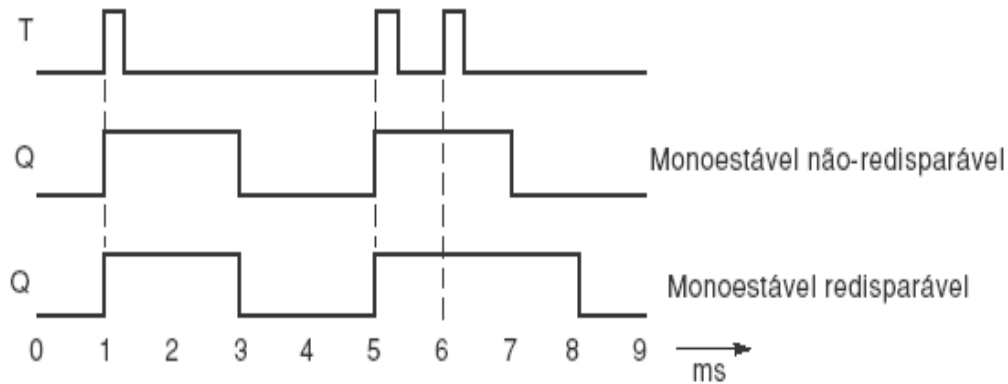 T
Q
Monoestável não-redisparável
Q
Monoestável redisparável
0 1 2 3 4 5 6 7 8 9
ms